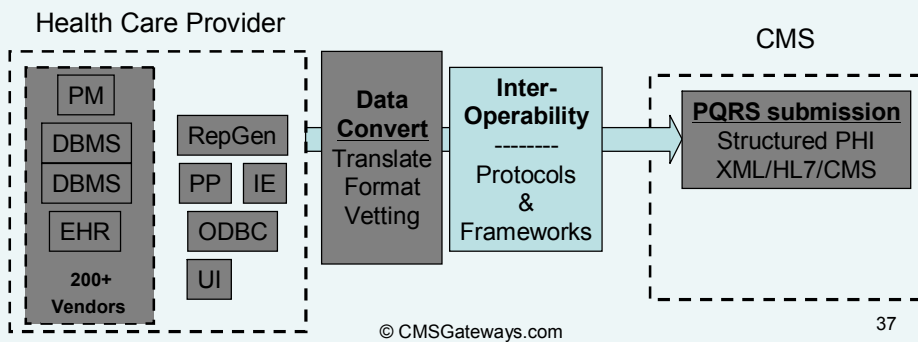 Health Care Provider
PM
DBMS
DBMS
EHR
200+
Vendors
RepGen
PP IE
ODBC
UI
Data
Convert
Translate
Format
Vetting
Inter-
Operability
--------
Protocols
&
Frameworks
CMS
PQRS submission
Structured PHI
XML/HL7/CMS
© CMSGateways.com
37